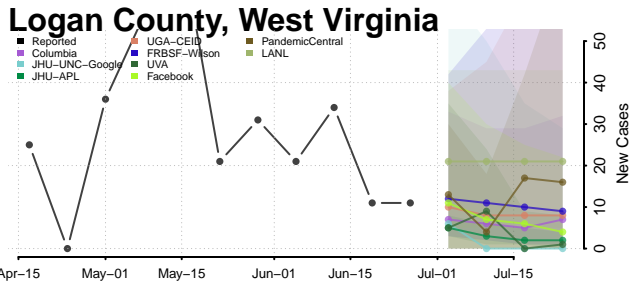 Logan County, West Virginia
Reported
Columbia
JHU−UNC−Google
JHU−APL
UGA−CEID
FRBSF−Wilson
UVA
Facebook
PandemicCentral
LANL
0 10 20 30 40 50
New Cases
Apr−15 May−01 May−15 Jun−01 Jun−15 Jul−01 Jul−15